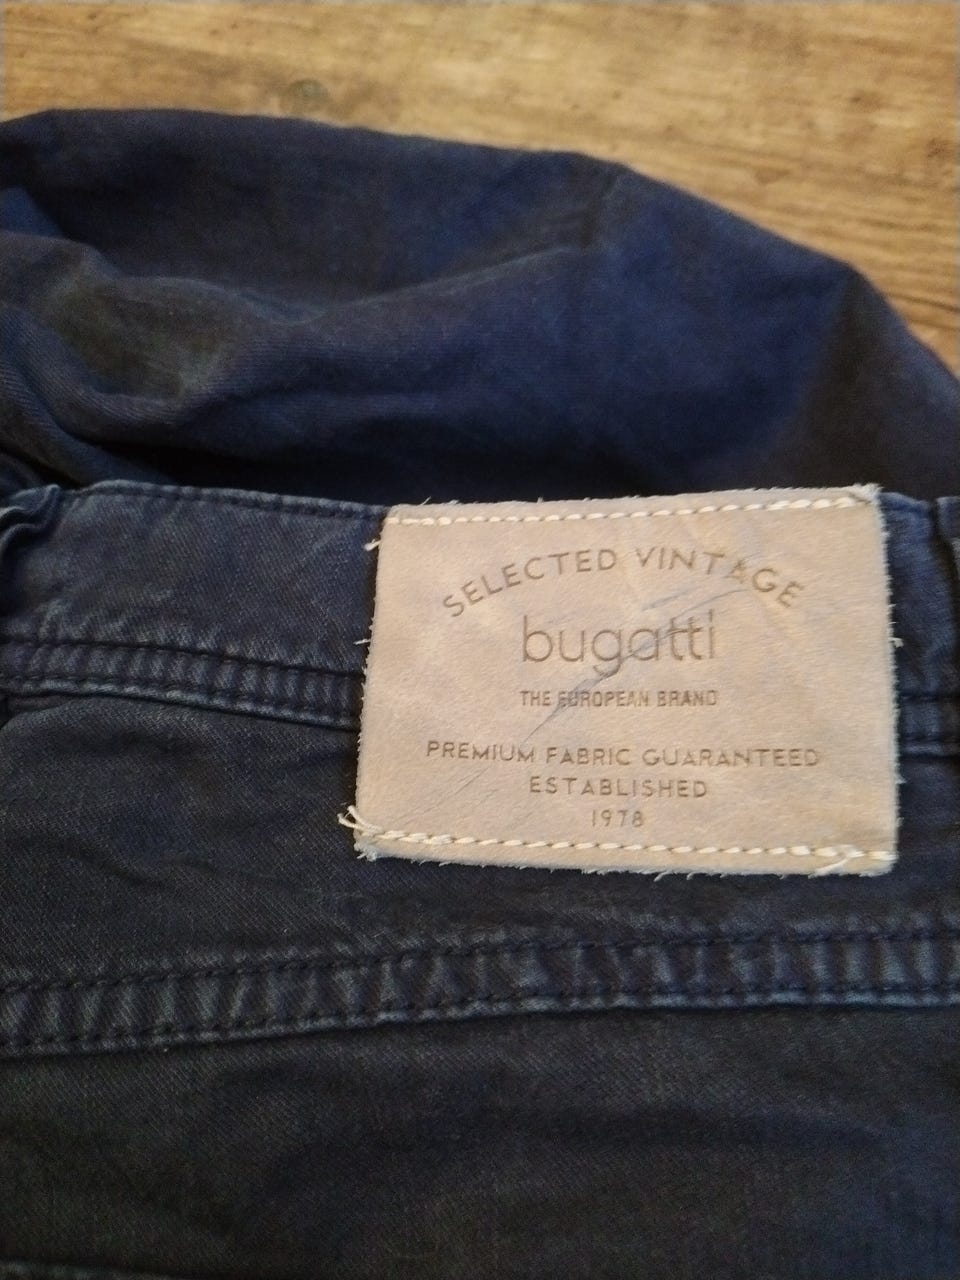 SELECTED VINTAGE
bugatti
THE EUROPEAN BRAND
PREMIUM FABRIC GUARANTEED
ESTABLISHED
1978